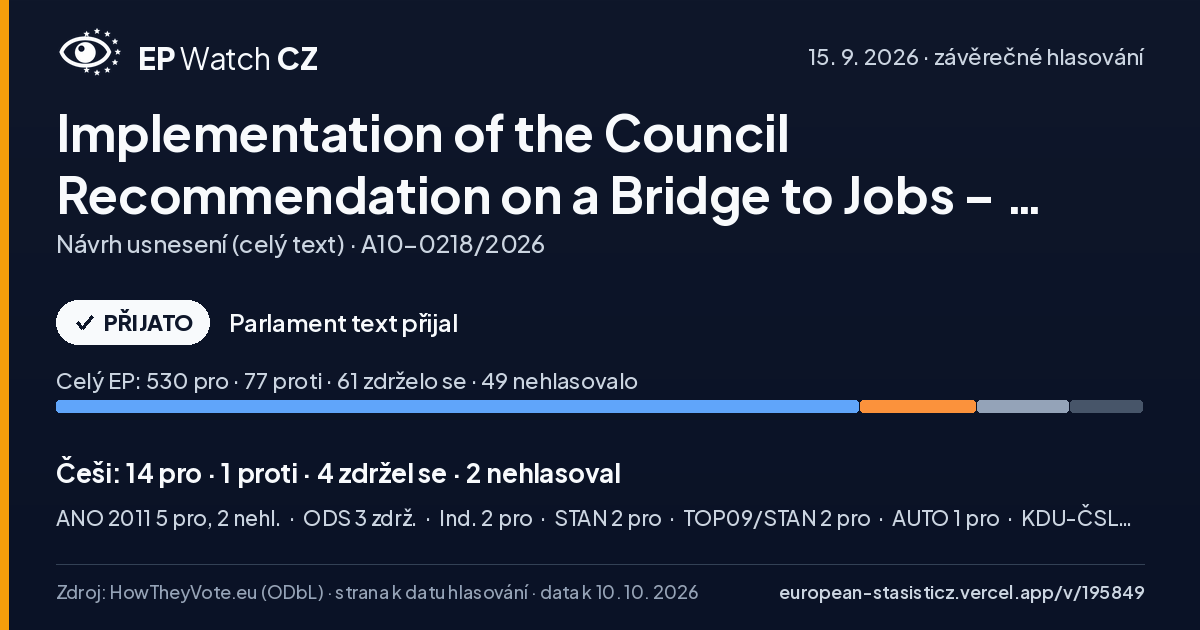 EP Watch CZ
15. 9. 2026 · závěrečné hlasování
Implementation of the Council
Recommendation on a Bridge to Jobs – …
Návrh usnesení (celý text) · A10–0218/2026
✓ PŘIJATO
Parlament text přijal
Celý EP: 530 pro · 77 proti · 61 zdrželo se · 49 nehlasovalo
Češi: 14 pro · 1 proti · 4 zdržel se · 2 nehlasoval
ANO 2011 5 pro, 2 nehl. · ODS 3 zdrž. · Ind. 2 pro · STAN 2 pro · TOP09/STAN 2 pro · AUTO 1 pro · KDU-ČSL…
Zdroj: HowTheyVote.eu (ODbL) · strana k datu hlasování · data k 10. 10. 2026
european-stasisticz.vercel.app/v/195849